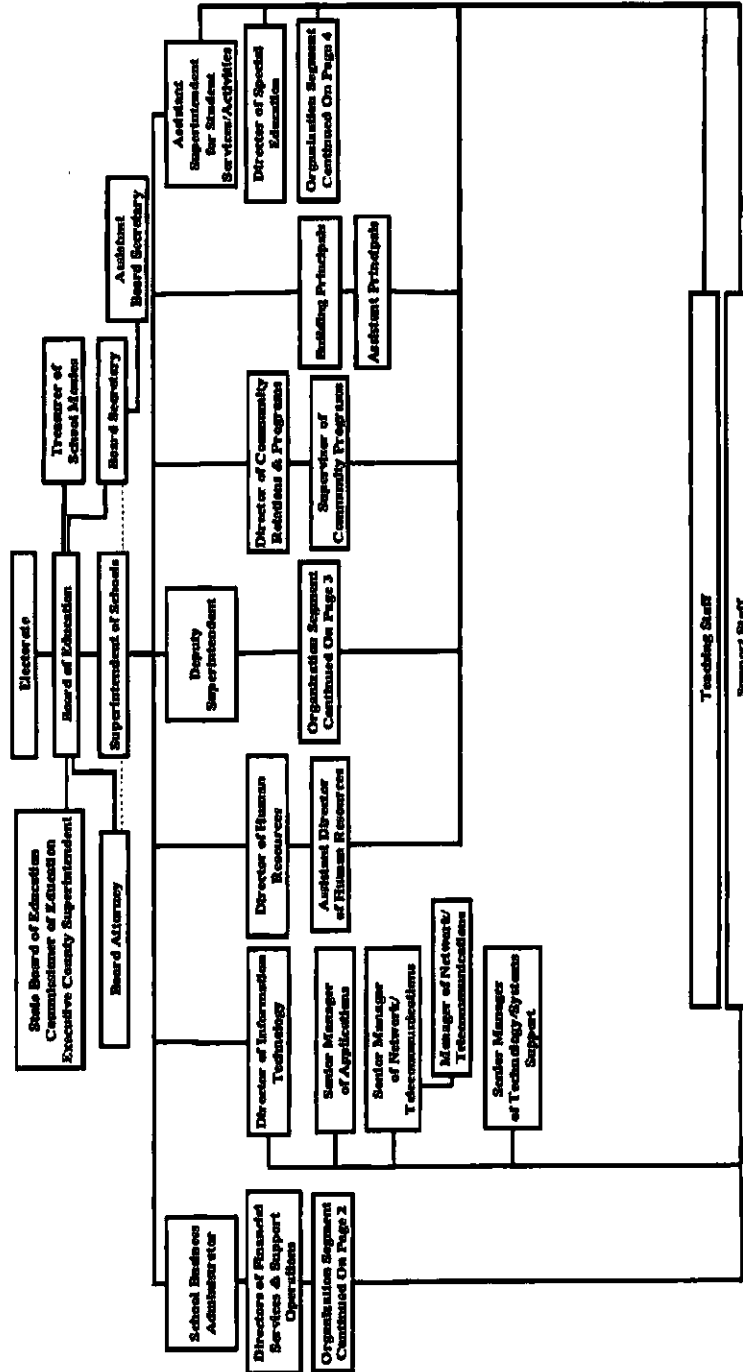 Electorate
State Board of Education
Commissioner of Education
Executive County Superintendent
Board of Education
Treasurer of
School Monies
Board Attorney
Superintendent of Schools
Board Secretary
Assistant
Board Secretary
School Business
Administrator
Deputy
Superintendent
Assistant
Superintendent
for Student
Services/Activities
Directors of Financial
Services & Support
Operations
Director of Information
Technology
Director of Human
Resources
Director of Community
Relations & Programs
Director of Special
Education
Organization Segment
Continued On Page 2
Senior Manager
of Applications
Assistant Director
of Human Resources
Organization Segment
Continued On Page 3
Supervisor of
Community Programs
Building Principals
Organization Segment
Continued On Page 4
Senior Manager
of Network/
Telecommunications
Assistant Principals
Manager of Network/
Telecommunications
Senior Manager
of Technology/Systems
Support
Teaching Staff
Support Staff